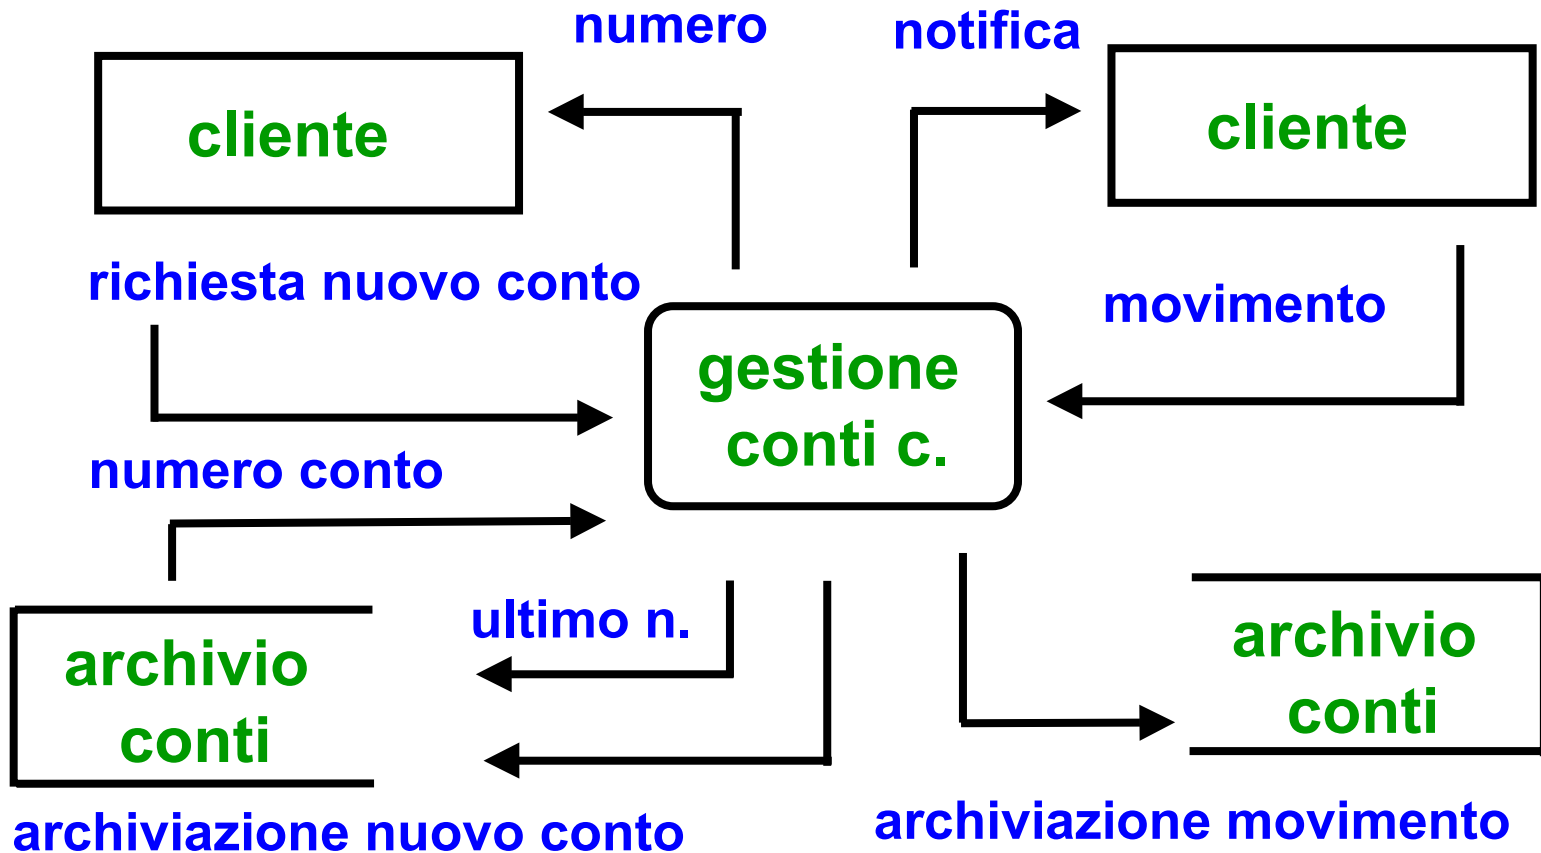 numero
notifica
cliente
cliente
richiesta nuovo conto
movimento
gestione
conti c.
numero conto
ultimo n.
archivio
conti
archivio
conti
archiviazione nuovo conto
archiviazione movimento